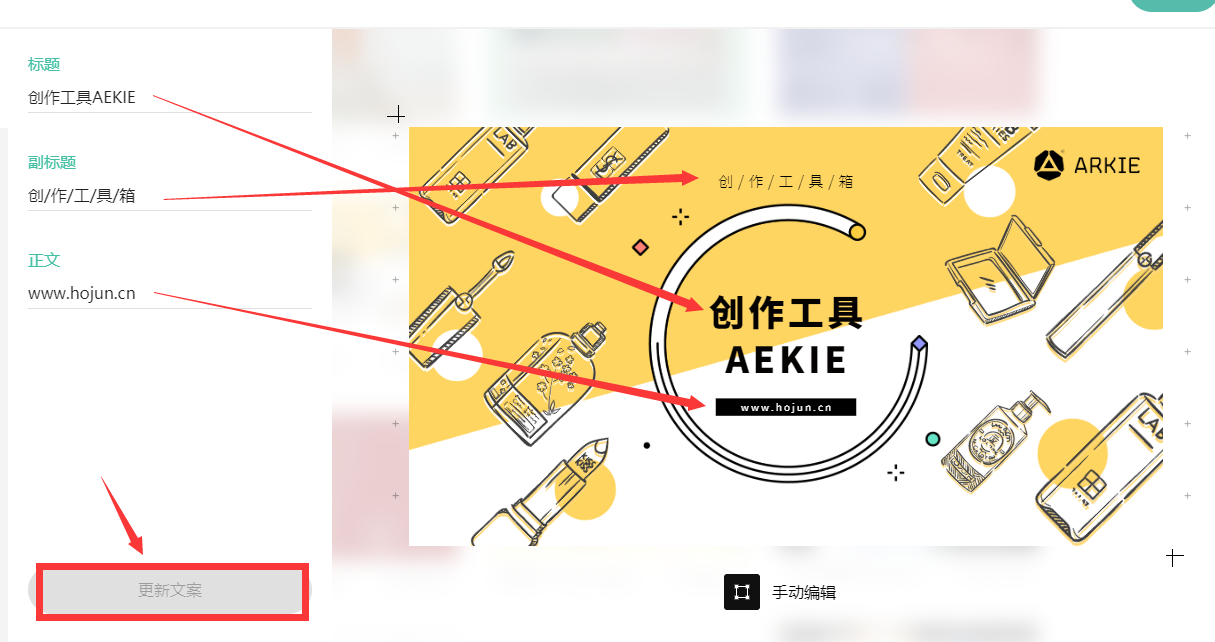 标题
创作工具AEKIE
副标题
创/作/工/具/箱
正文
www.hojun.cn
更新文案
LAB
TREAT
ARKIE
创 / 作 / 工 / 具 / 箱
创作工具
AEKIE
www.hojun.cn
LAB
TREAT
手动编辑